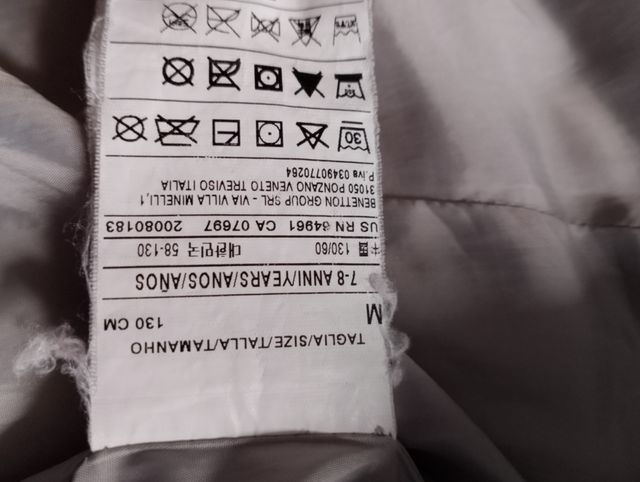 TAGLIA/SIZE/TALLA/TAMANHO
M 130 CM
7-8 ANNI/YEARS/ANOS/AÑOS
中国 130/60 대한민국 58-130
US RN 84961 CA 07697 20080183
BENETTON GROUP SRL - VIA VILLA MINELLI,1
31050 PONZANO VENETO TREVISO ITALIA
P.iva 03490770264
30